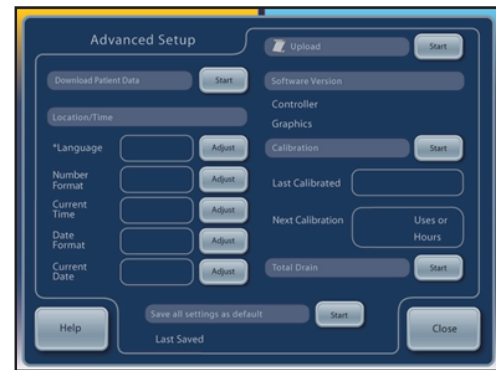 Advanced Setup
Download Patient Data
Start
Location/Time
*Language
Adjust
Number
Format
Adjust
Current
Time
Adjust
Date
Format
Adjust
Current
Date
Adjust
Upload
Start
Software Version
Controller
Graphics
Calibration
Start
Last Calibrated
Next Calibration
Uses or
Hours
Total Drain
Start
Help
Save all settings as default
Start
Last Saved
Close